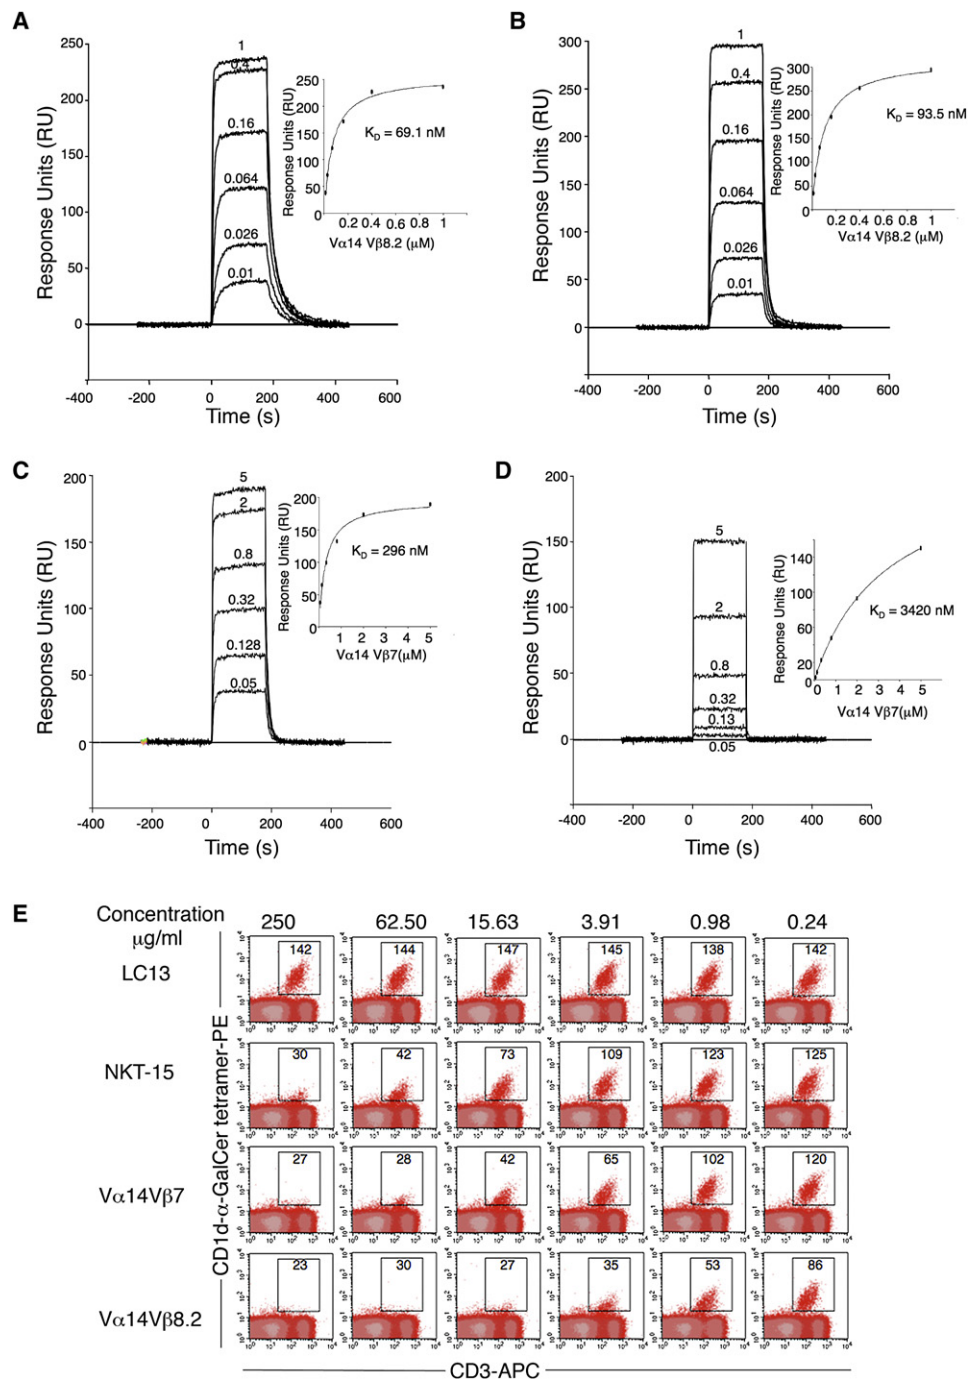 A
250
200
150
100
50
0
-400
-200
0
200
400
600
Response Units (RU)
Time (s)
1
0.4
0.16
0.064
0.026
0.01
250
200
150
100
50
0
0.2 0.4 0.6 0.8 1
Response Units (RU)
Vα14 Vβ8.2 (μM)
KD = 69.1 nM
B
300
250
200
150
100
50
0
-400
-200
0
200
400
600
Response Units (RU)
Time (s)
1
0.4
0.16
0.064
0.026
0.01
300
250
200
150
100
50
0
0.2 0.4 0.6 0.8 1
Response Units (RU)
Vα14 Vβ8.2 (μM)
KD = 93.5 nM
C
200
150
100
50
0
-400
-200
0
200
400
600
Response Units (RU)
Time (s)
5
2
0.8
0.32
0.128
0.05
200
150
100
50
0
1 2 3 4 5
Response Units (RU)
Vα14 Vβ7(μM)
KD = 296 nM
D
200
150
100
50
0
-400
-200
0
200
400
600
Response Units (RU)
Time (s)
5
2
0.8
0.32
0.13
0.05
160
100
80
20
0
0 1 2 3 4 5
Response Units (RU)
Vα14 Vβ7(μM)
KD = 3420 nM
E
Concentration
μg/ml
250 62.50 15.63 3.91 0.98 0.24
LC13
142 144 147 145 138 142
NKT-15
30 42 73 109 123 125
Vα14Vβ7
27 28 42 65 102 120
Vα14Vβ8.2
23 30 27 35 53 86
CD1d-α-GalCer tetramer-PE
CD3-APC